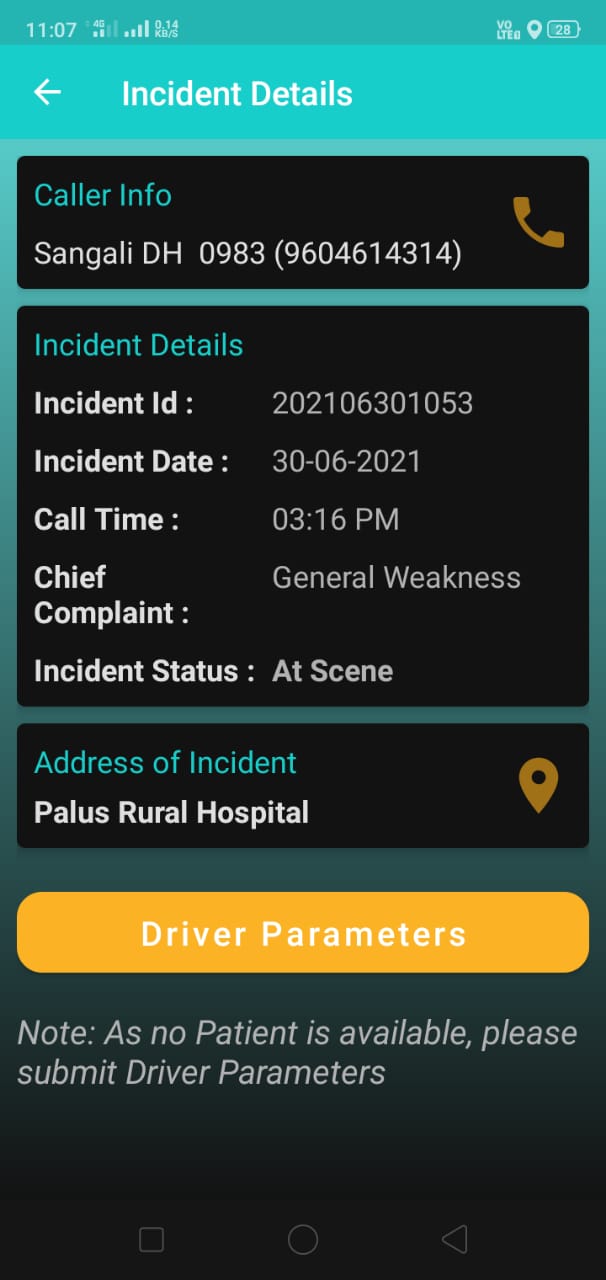 11:07 4G 0.14 KB/S VO LTE1 28
Incident Details
Caller Info
Sangali DH 0983 (9604614314)
Incident Details
Incident Id : 202106301053
Incident Date : 30-06-2021
Call Time : 03:16 PM
Chief General Weakness
Complaint :
Incident Status : At Scene
Address of Incident
Palus Rural Hospital
Driver Parameters
Note: As no Patient is available, please
submit Driver Parameters